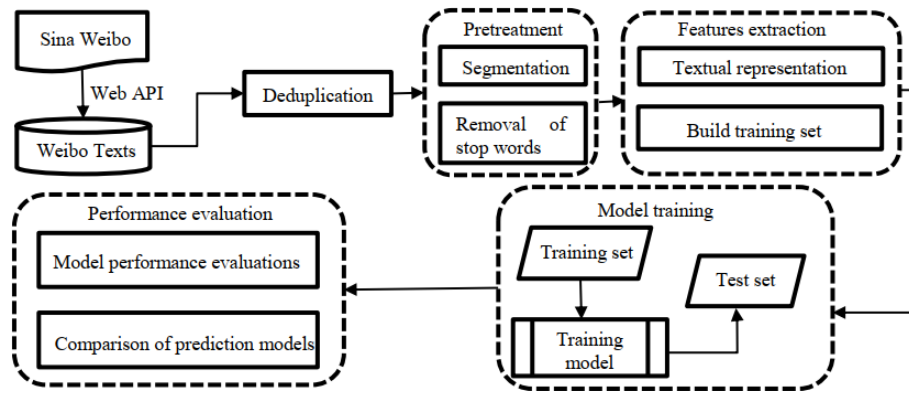 Sina Weibo
Web API
Weibo Texts
Deduplication
Pretreatment
Segmentation
Removal of
stop words
Features extraction
Textual representation
Build training set
Performance evaluation
Model performance evaluations
Comparison of prediction models
Model training
Training set
Test set
Training
model